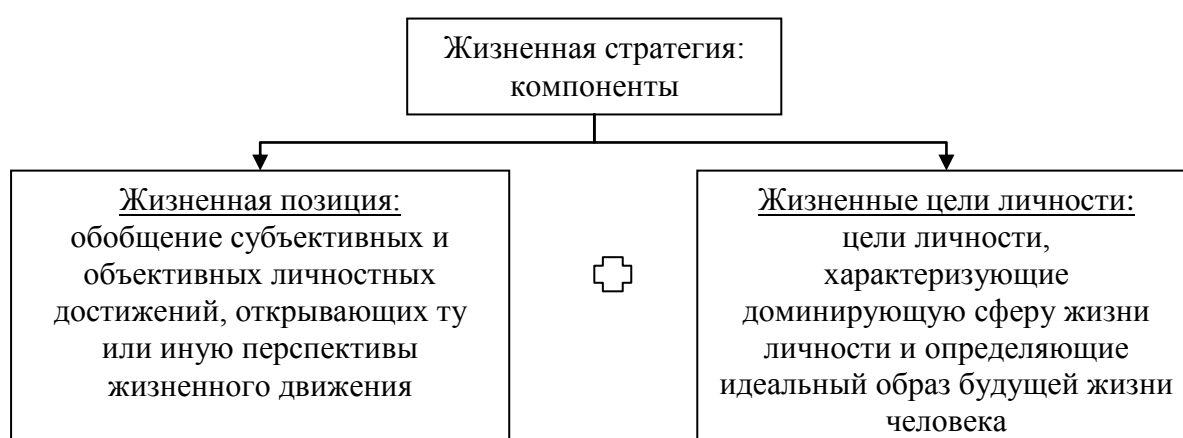 Жизненная стратегия:
компоненты
Жизненная позиция:
обобщение субъективных и
объективных личностных
достижений, открывающих ту
или иную перспективы
жизненного движения
Жизненные цели личности:
цели личности,
характеризующие
доминирующую сферу жизни
личности и определяющие
идеальный образ будущей жизни
человека